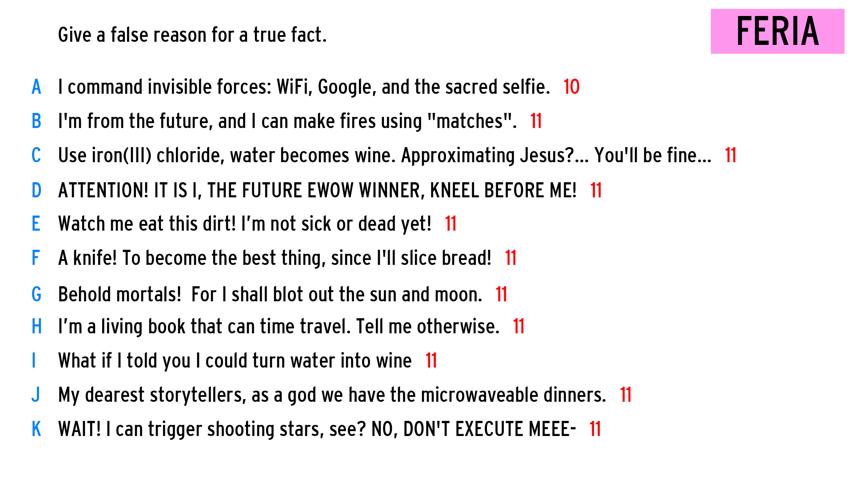 Give a false reason for a true fact.
FERIA
A I command invisible forces: WiFi, Google, and the sacred selfie. 10
B I'm from the future, and I can make fires using "matches". 11
C Use iron(III) chloride, water becomes wine. Approximating Jesus?... You'll be fine... 11
D ATTENTION! IT IS I, THE FUTURE EWOW WINNER, KNEEL BEFORE ME! 11
E Watch me eat this dirt! I’m not sick or dead yet! 11
F A knife! To become the best thing, since I'll slice bread! 11
G Behold mortals!  For I shall blot out the sun and moon. 11
H I’m a living book that can time travel. Tell me otherwise. 11
I What if I told you I could turn water into wine 11
J My dearest storytellers, as a god we have the microwaveable dinners. 11
K WAIT! I can trigger shooting stars, see? NO, DON'T EXECUTE MEEE- 11